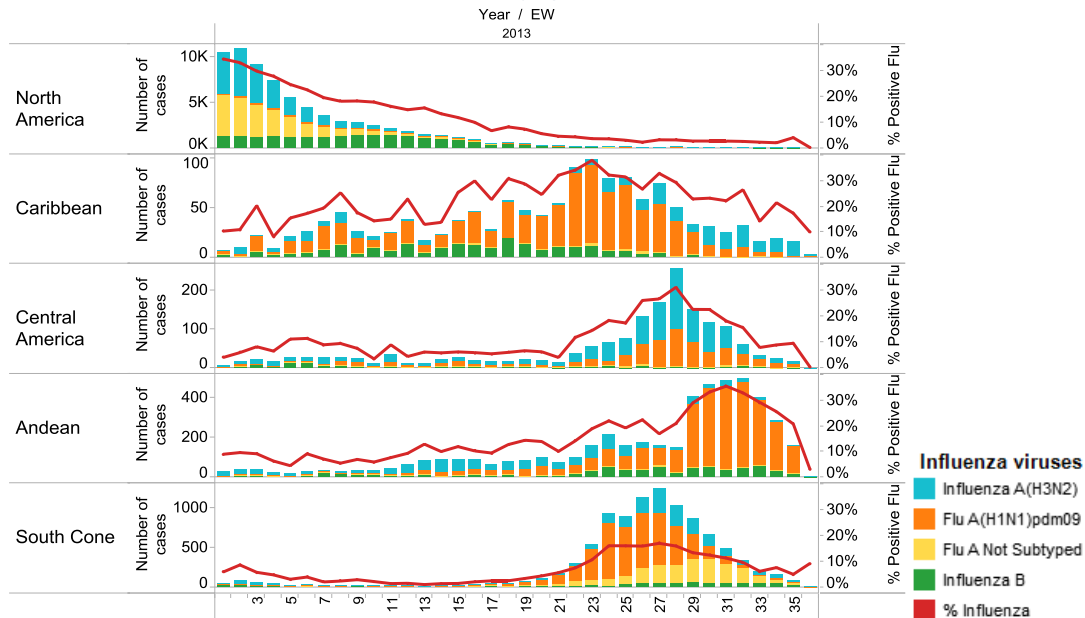 Year / EW
2013
North
America
Number of
cases
10K
5K
0K
30%
20%
10%
0%
% Positive Flu
Caribbean
Number of
cases
100
50
0
30%
20%
10%
0%
% Positive Flu
Central
America
Number of
cases
200
100
0
30%
20%
10%
0%
% Positive Flu
Andean
Number of
cases
400
200
0
30%
20%
10%
0%
% Positive Flu
South Cone
Number of
cases
1000
500
0
30%
20%
10%
0%
% Positive Flu
3 5 7 9 11 13 15 17 19 21 23 25 27 29 31 33 35
Influenza viruses
Influenza A(H3N2)
Flu A(H1N1)pdm09
Flu A Not Subtyped
Influenza B
% Influenza